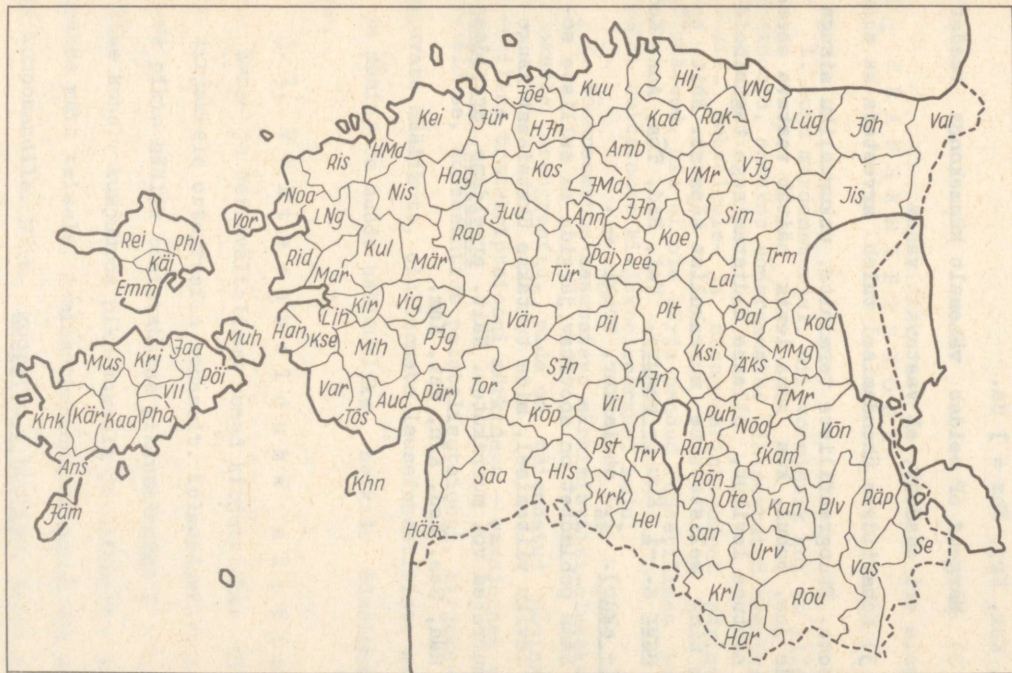 Kuu
Hlj
VNg
Jõe
Kei
Jür
HJn
Kad
Rak
Lüg
Jõh
Vai
HMd
Ris
Hag
Kos
Amb
VMr
VJg
Jis
Noa
Nis
JMd
Vor
LNg
Juu
Ann
JJn
Sim
Rei
Phl
Rap
Koe
Käi
Rid
Kul
Mär
Pai
Pee
Trm
Emm
Mar
Tür
Lai
Kir
Vig
Lih
Vän
Pil
Plt
Pal
Kod
Han
Kse
PJg
Muh
Mih
Ksi
MMg
Mus
Krj
Jaa
SJn
Äks
Pöi
KJn
Var
Aud
Pär
Tor
TMr
Vll
Khk
Kär
Kaa
Pha
Tõs
Kõp
Vil
Puh
Nõo
Võn
Ans
Pst
Trv
Ran
Kam
Khn
Saa
Hls
Rõn
Jäm
Krk
Ote
Kan
Plv
Räp
Hel
Hää
San
Urv
Se
Vas
Krl
Rõu
Har